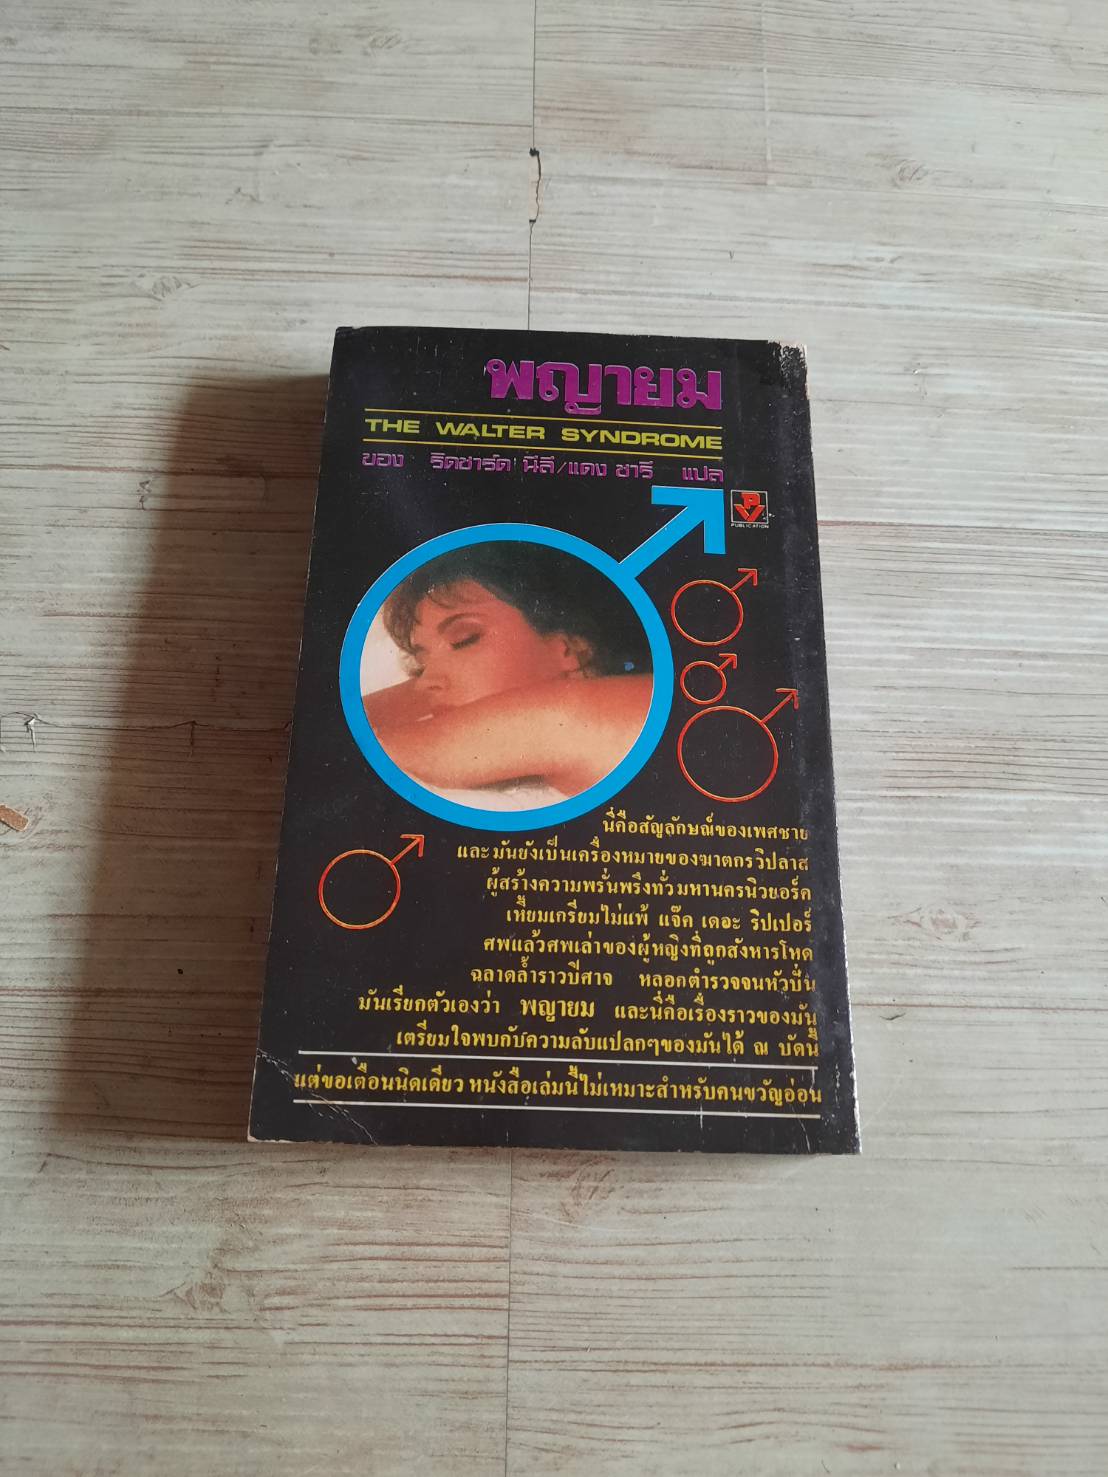 พญายม
THE WALTER SYNDROME
ของ ริดชาร์ด นีลี/แดง ชารี แปล
PV
PUBLICATION
นี่คือสัญลักษณ์ของเพศชาย
และมันยังเป็นเครื่องหมายของฆาตกรวิปลาส
ผู้สร้างความพรั่นพรึงทั่วมหานครนิวยอร์ค
เหี้ยมเกรียมไม่แพ้ แจ๊ค เดอะ ริปเปอร์
ศพแล้วศพเล่าของผู้หญิงที่ถูกสังหารโหด
ฉลาดล้ำราวปีศาจ หลอกตำรวจจนหัวปั่น
มันเรียกตัวเองว่า พญายม และนี่คือเรื่องราวของมัน
เตรียมใจพบกับความลับแปลกๆของมันได้ ณ บัดนี้
แต่ขอเตือนนิดเดียว หนังสือเล่มนี้ไม่เหมาะสำหรับคนขวัญอ่อน